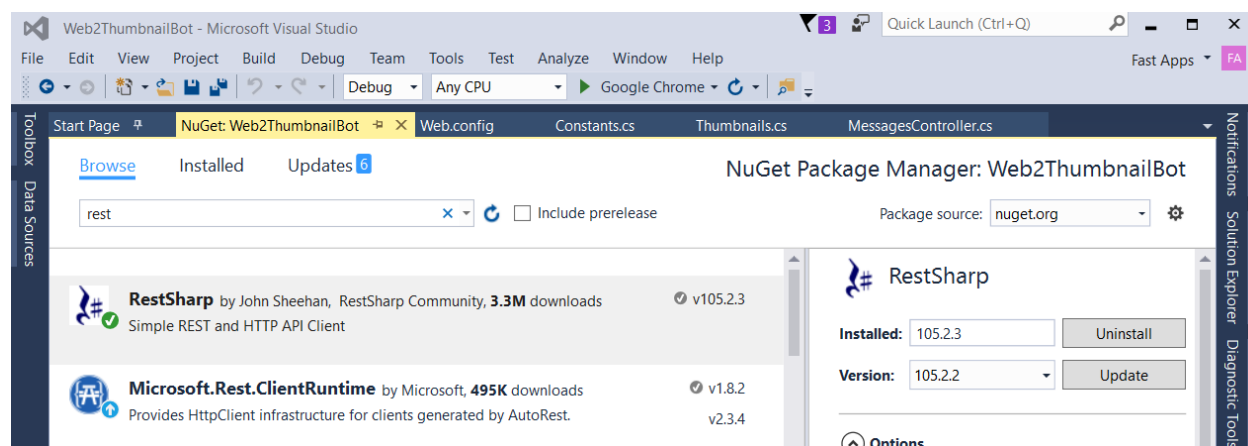 Web2ThumbnailBot - Microsoft Visual Studio
3
Quick Launch (Ctrl+Q)
File Edit View Project Build Debug Team Tools Test Analyze Window Help
Fast Apps
FA
Debug
Any CPU
Google Chrome
Toolbox
Data Sources
Start Page
NuGet: Web2ThumbnailBot
Web.config
Constants.cs
Thumbnails.cs
MessagesController.cs
Browse Installed Updates 6
NuGet Package Manager: Web2ThumbnailBot
rest
Include prerelease
Package source: nuget.org
RestSharp by John Sheehan, RestSharp Community, 3.3M downloads
v105.2.3
Simple REST and HTTP API Client
Microsoft.Rest.ClientRuntime by Microsoft, 495K downloads
v1.8.2
Provides HttpClient infrastructure for clients generated by AutoRest.
v2.3.4
RestSharp
Installed: 105.2.3 Uninstall
Version: 105.2.2 Update
Options
Notifications
Solution Explorer
Diagnostic Tools